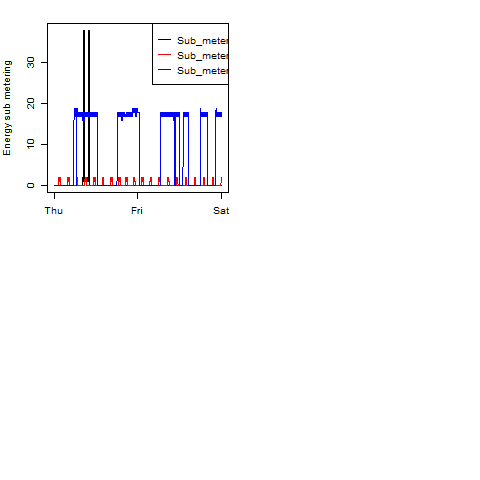 Energy sub metering
30
20
10
0
Sub_meter
Sub_meter
Sub_meter
Thu Fri Sat